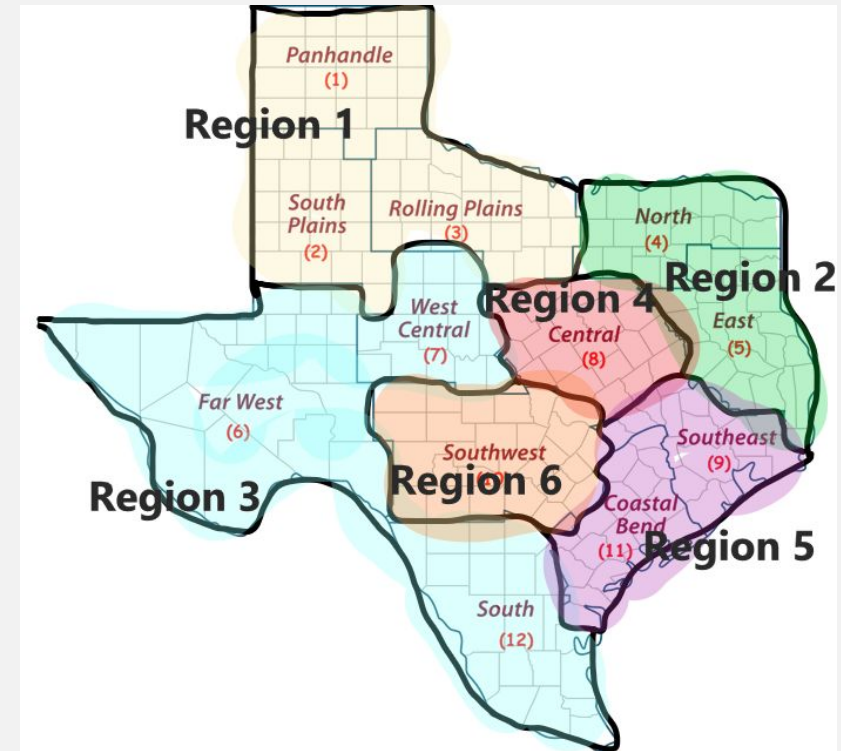 Panhandle
(1)
Region 1
South
Plains
(2)
Rolling Plains
(3)
North
(4)
Region 2
East
(5)
Region 4
Central
(8)
West
Central
(7)
Far West
(6)
Region 3
Southwest
Region 6
Southeast
(9)
Coastal
Bend
(11)
Region 5
South
(12)